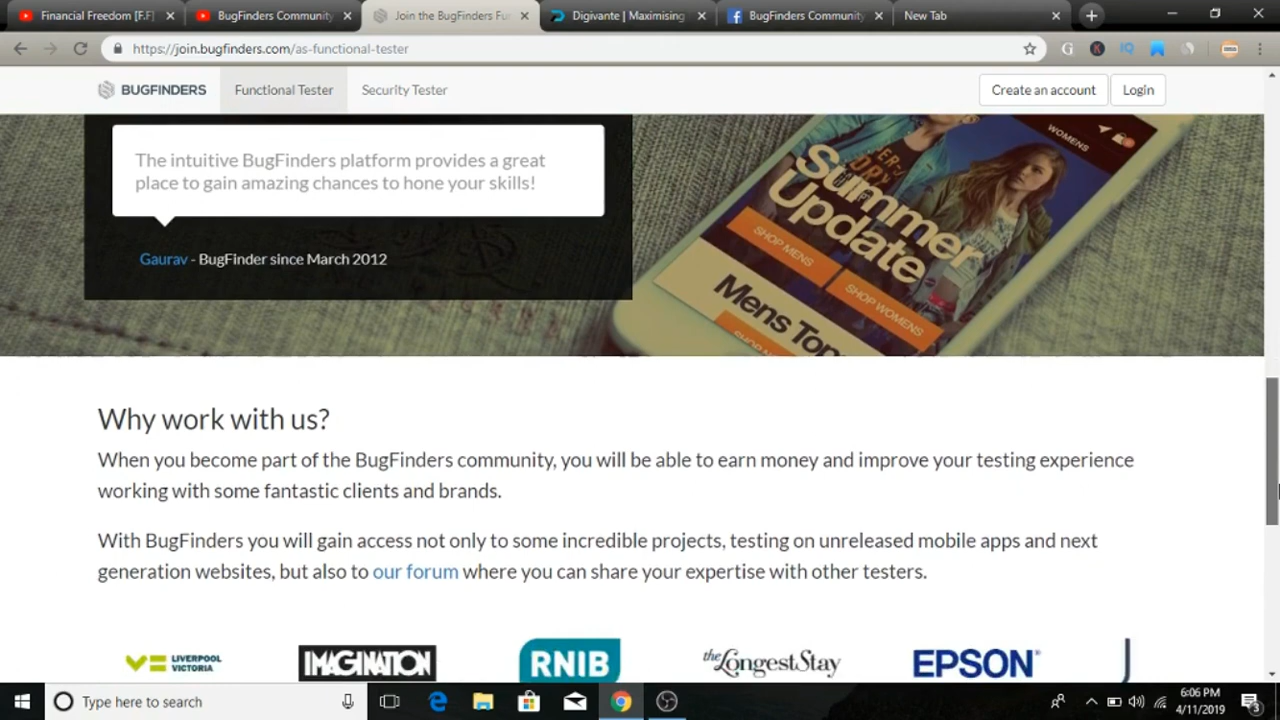 Financial Freedom [F.F]
BugFinders Community
Join the BugFinders Fu
Digivante | Maximising
BugFinders Community
New Tab
https://join.bugfinders.com/as-functional-tester
BUGFINDERS
Functional Tester
Security Tester
Create an account
Login
The intuitive BugFinders platform provides a great
place to gain amazing chances to hone your skills!
Gaurav - BugFinder since March 2012
WOMENS
Summer
Update
SHOP MENS
SHOP WOMENS
Mens Top
Why work with us?
When you become part of the BugFinders community, you will be able to earn money and improve your testing experience
working with some fantastic clients and brands.
With BugFinders you will gain access not only to some incredible projects, testing on unreleased mobile apps and next
generation websites, but also to our forum where you can share your expertise with other testers.
LIVERPOOL
VICTORIA
IMAGINATION
RNIB
the LongestStay
EPSON
Type here to search
6:06 PM
4/11/2019